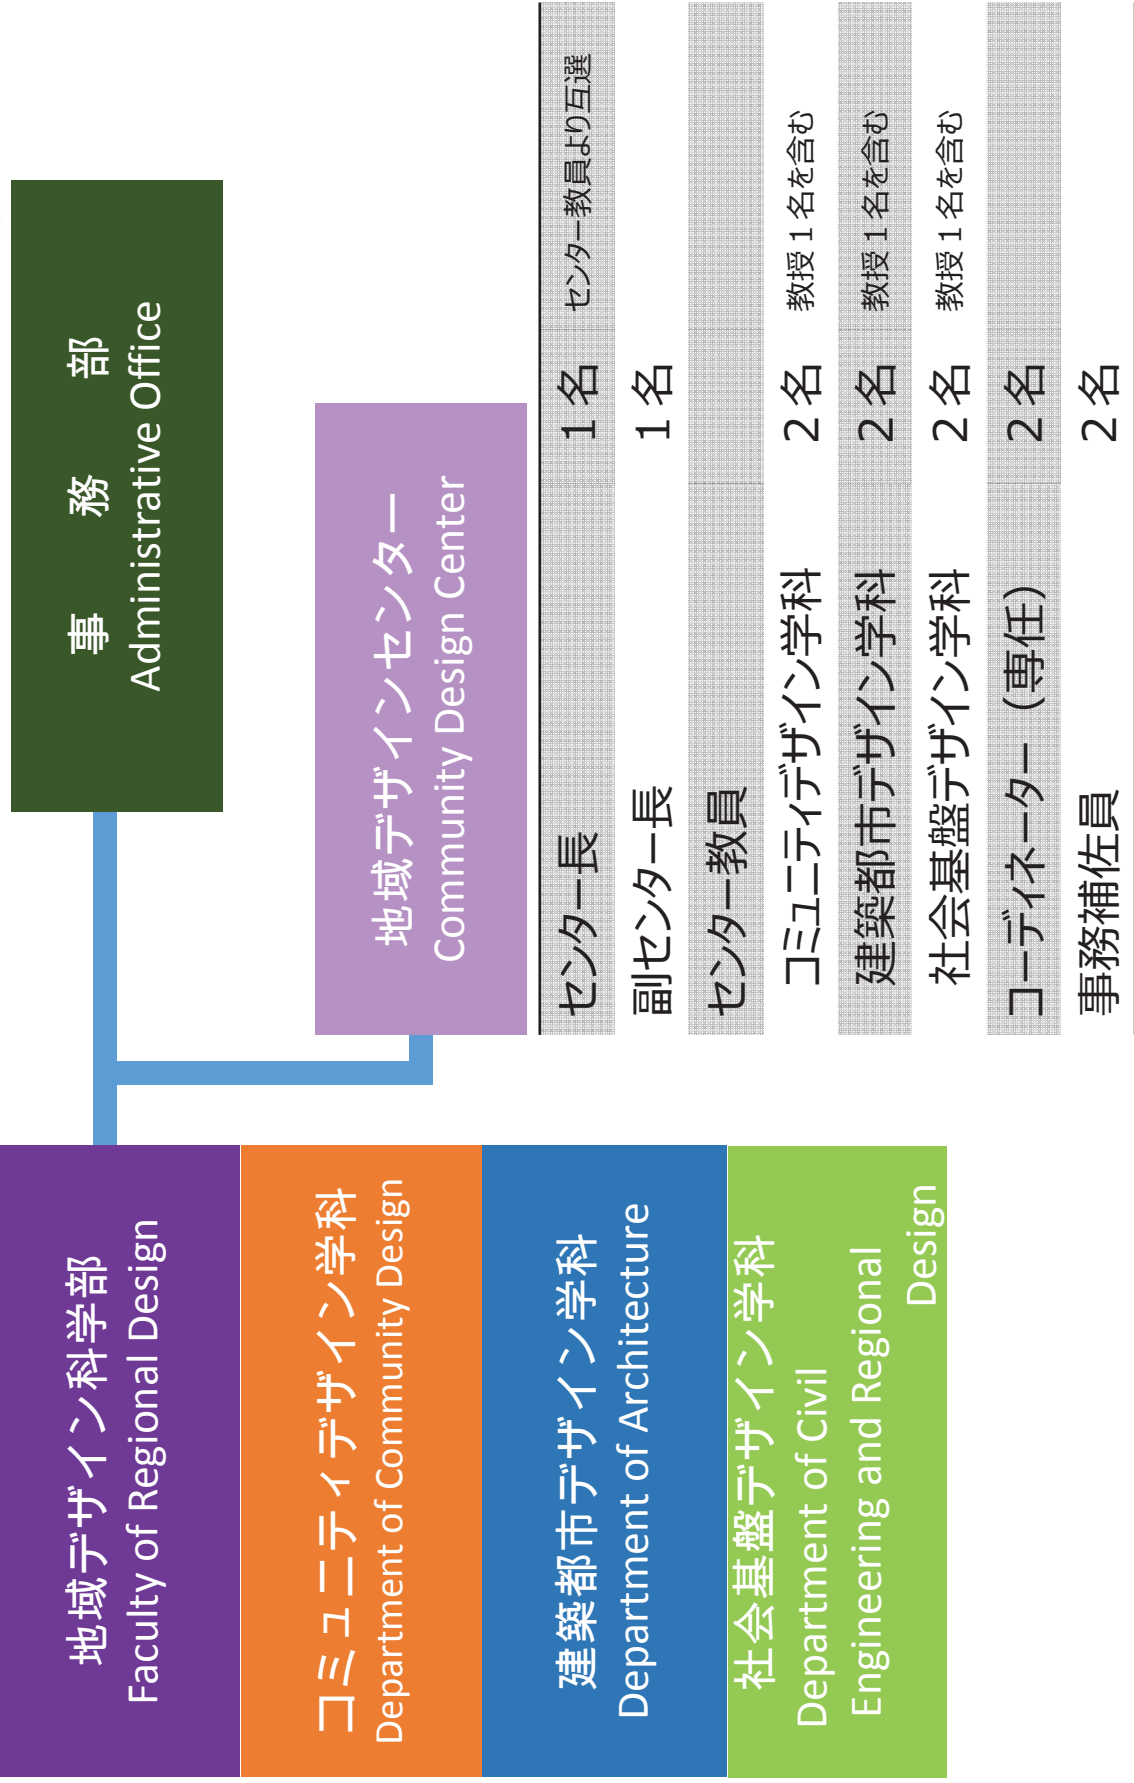 地域デザイン科学部
Faculty of Regional Design
コミュニティデザイン学科
Department of Community Design
建築都市デザイン学科
Department of Architecture
社会基盤デザイン学科
Department of Civil
Engineering and Regional
Design
事　務　部
Administrative Office
地域デザインセンター
Community Design Center
センター長 1名 センター教員より互選
副センター長 1名
センター教員
コミュニティデザイン学科 2名 教授1名を含む
建築都市デザイン学科 2名 教授1名を含む
社会基盤デザイン学科 2名 教授1名を含む
コーディネーター（専任） 2名
事務補佐員 2名